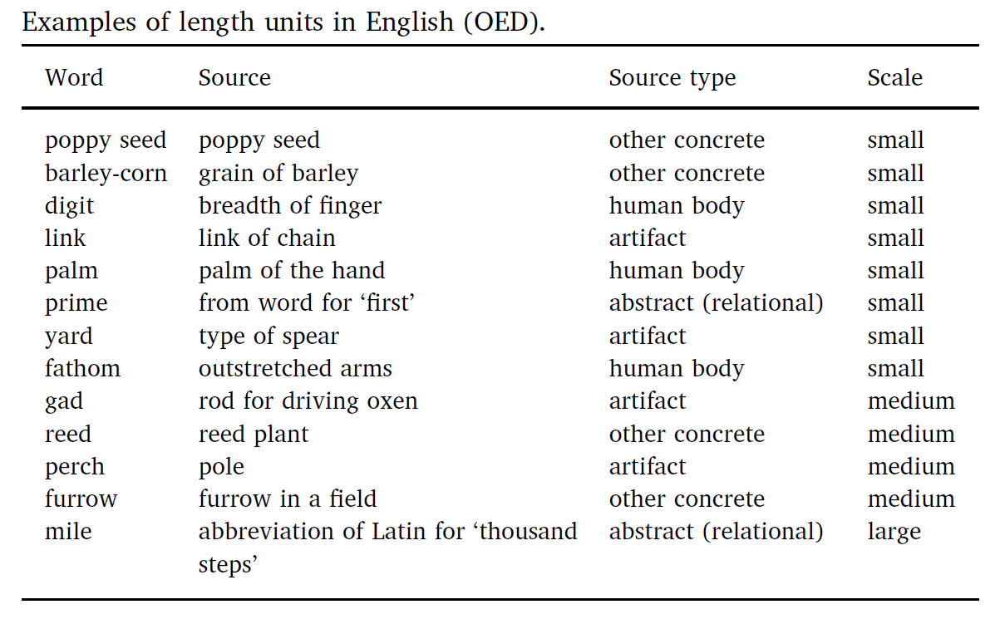 Examples of length units in English (OED).
Word Source Source type Scale
poppy seed poppy seed other concrete small
barley-corn grain of barley other concrete small
digit breadth of finger human body small
link link of chain artifact small
palm palm of the hand human body small
prime from word for ‘first’ abstract (relational) small
yard type of spear artifact small
fathom outstretched arms human body small
gad rod for driving oxen artifact medium
reed reed plant other concrete medium
perch pole artifact medium
furrow furrow in a field other concrete medium
mile abbreviation of Latin for ‘thousand abstract (relational) large
steps’